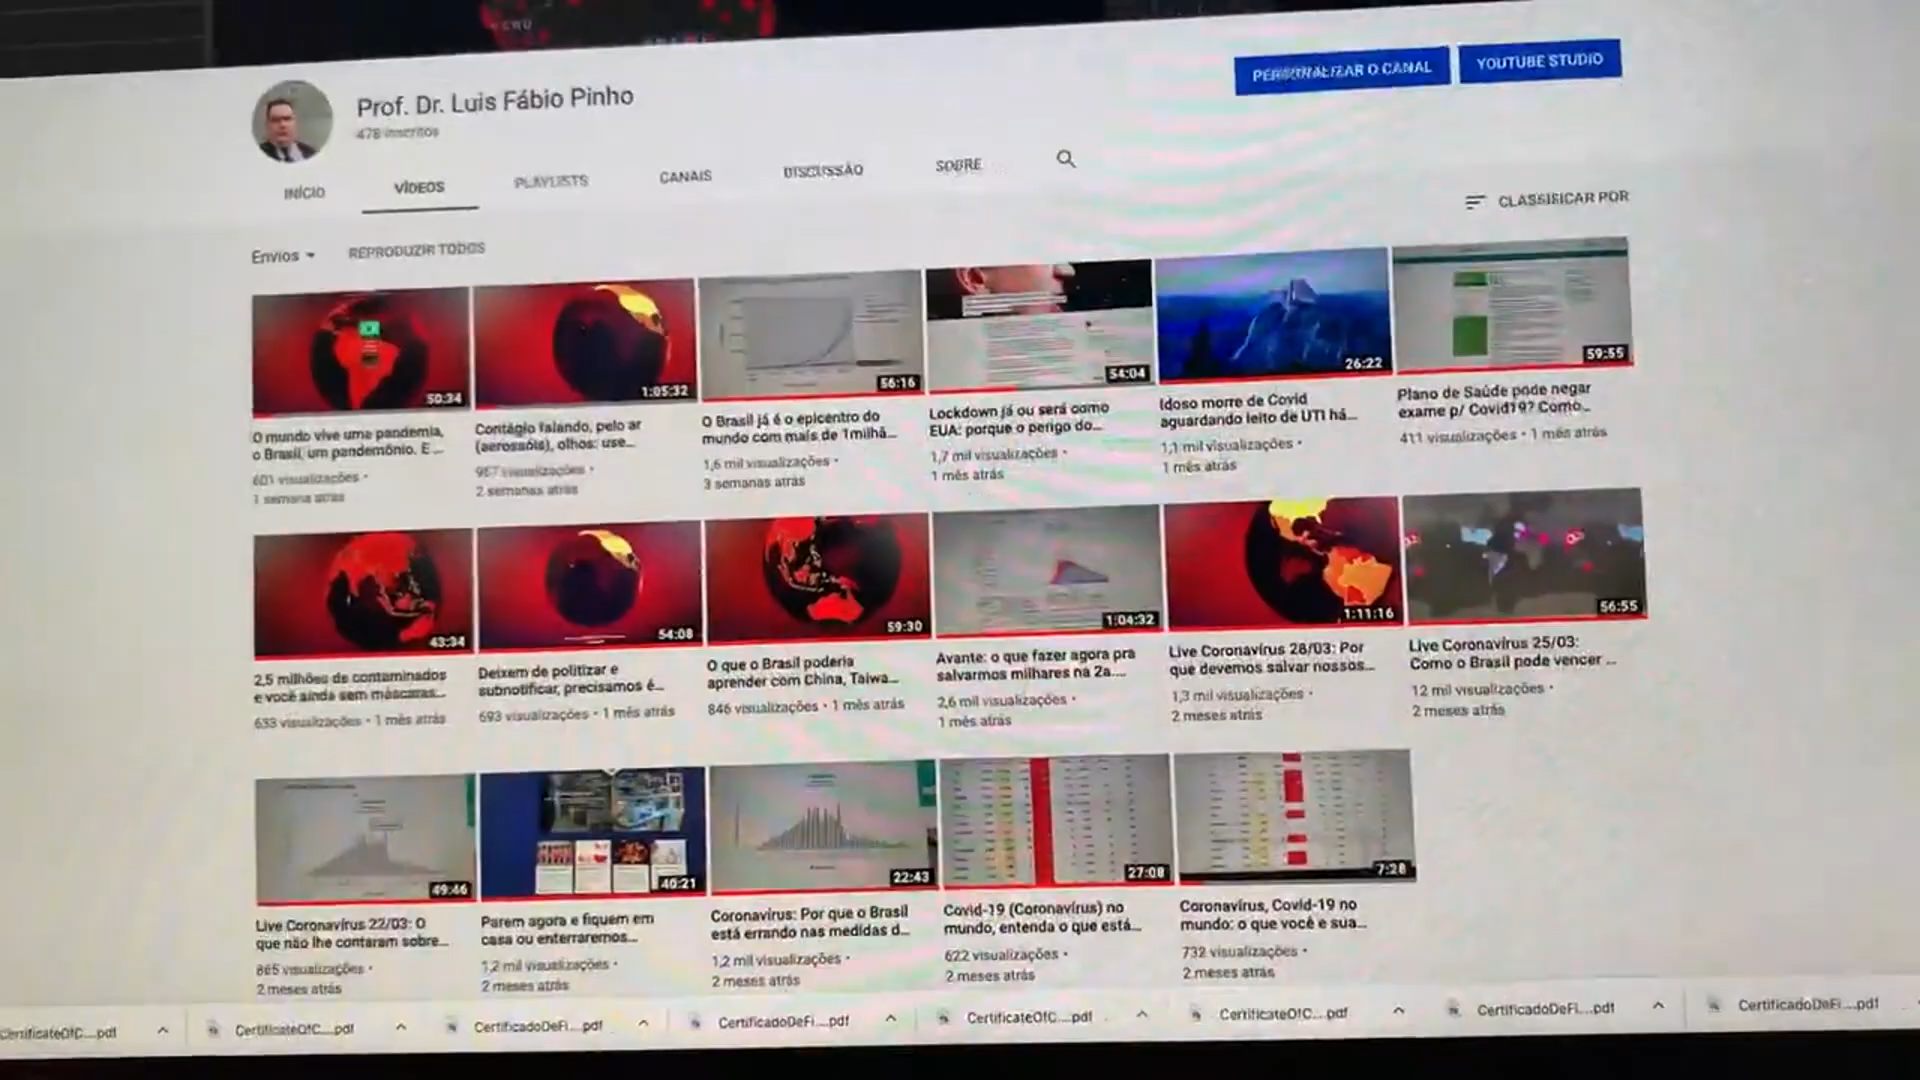 PERSONALIZAR O CANAL
YOUTUBE STUDIO
Prof. Dr. Luis Fábio Pinho
478 inscritos
INÍCIO
VÍDEOS
PLAYLISTS
CANAIS
DISCUSSÃO
SOBRE
CLASSIFICAR POR
Envios
REPRODUZIR TODOS
50:34
1:05:32
56:16
54:04
26:22
59:55
O mundo vive uma pandemia,
o Brasil, um pandemônio. E ...
601 visualizações •
1 semana atrás
Contágio falando, pelo ar
(aerossóis), olhos: use...
967 visualizações •
2 semanas atrás
O Brasil já é o epicentro do
mundo com mais de 1milhã...
1,6 mil visualizações •
3 semanas atrás
Lockdown já ou será como
EUA: porque o perigo do...
1,7 mil visualizações •
1 mês atrás
Idoso morre de Covid
aguardando leito de UTI há...
1,1 mil visualizações •
1 mês atrás
Plano de Saúde pode negar
exame p/ Covid19? Como...
411 visualizações • 1 mês atrás
43:34
54:08
59:30
1:04:32
1:11:16
56:55
2,5 milhões de contaminados
e você ainda sem máscaras...
633 visualizações • 1 mês atrás
Deixem de politizar e
subnotificar, precisamos é...
693 visualizações • 1 mês atrás
O que o Brasil poderia
aprender com China, Taiwa...
846 visualizações • 1 mês atrás
Avante: o que fazer agora pra
salvarmos milhares na 2a....
2,6 mil visualizações •
1 mês atrás
Live Coronavírus 28/03: Por
que devemos salvar nossos...
1,3 mil visualizações •
2 meses atrás
Live Coronavírus 25/03:
Como o Brasil pode vencer ...
12 mil visualizações •
2 meses atrás
49:46
40:21
22:43
27:08
7:28
Live Coronavírus 22/03: O
que não lhe contaram sobre...
865 visualizações •
2 meses atrás
Parem agora e fiquem em
casa ou enterraremos...
1,2 mil visualizações •
2 meses atrás
Coronavírus: Por que o Brasil
está errando nas medidas d...
1,2 mil visualizações •
2 meses atrás
Covid-19 (Coronavírus) no
mundo, entenda o que está...
622 visualizações •
2 meses atrás
Coronavírus, Covid-19 no
mundo: o que você e sua...
732 visualizações •
2 meses atrás
CertificateOfC....pdf
CertificateOfC....pdf
CertificadoDeFi....pdf
CertificadoDeFi....pdf
CertificateOfC....pdf
CertificateOfC....pdf
CertificadoDeFi....pdf
CertificadoDeFi....pdf